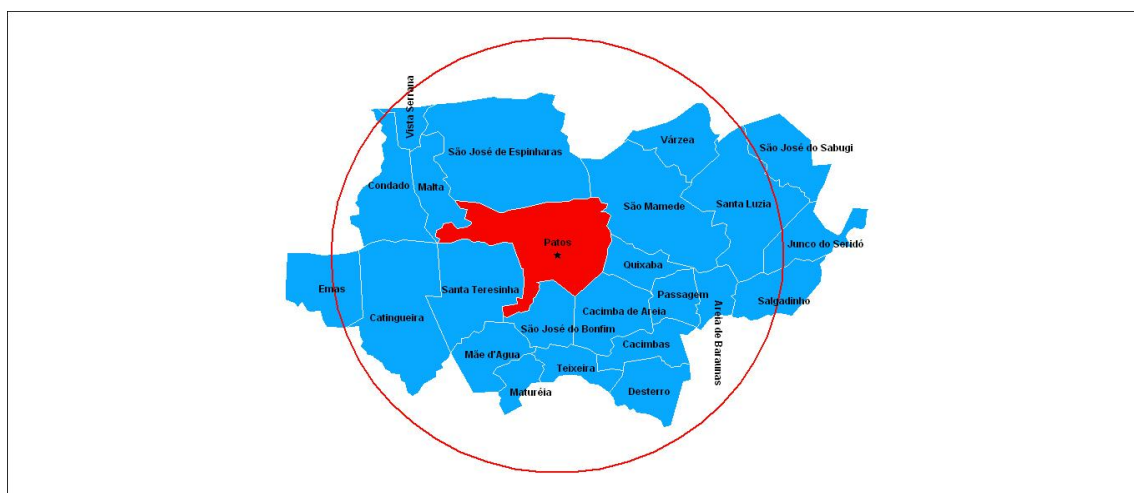 Vista Serrana
São José de Espinharas
Várzea
São José do Sabugi
Condado
Malta
São Mamede
Santa Luzia
Patos
Junco do Seridó
Quixaba
Emas
Santa Teresinha
Passagem
Salgadinho
Catingueira
Cacimba de Areia
Areia de Baraunas
São José do Bonfim
Cacimbas
Mãe d'Agua
Teixeira
Maturéia
Desterro